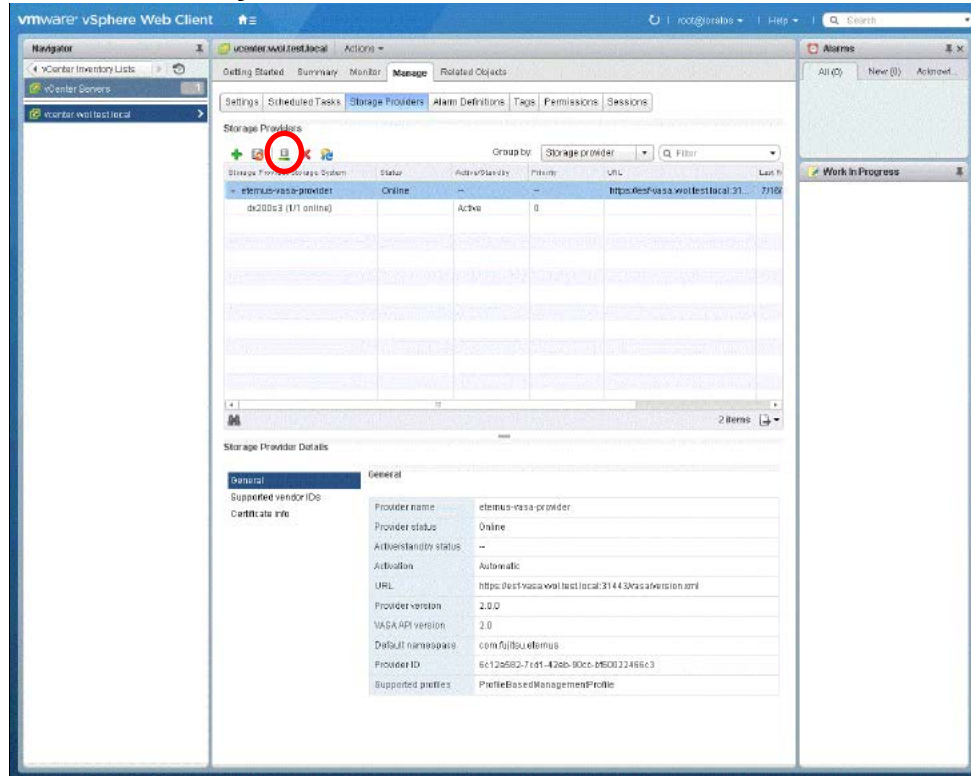 vmware vSphere Web Client
root@localos
Help
Search
Navigator
vcenter.wvol.test.local Actions
Alarms
vCenter Inventory Lists
Getting Started Summary Monitor Manage Related Objects
All (0) New (0) Acknowl...
vCenter Servers 1
vcenter.wvol.test.local
Settings Scheduled Tasks Storage Providers Alarm Definitions Tags Permissions Sessions
Storage Providers
Group by: Storage provider Filter
Storage Provider/Storage System Status Active/Standby Priority URL Last R
Work In Progress
eternus-vasa-provider Online -- --
dx200s3 (1/1 online) Active 0
2 items
Storage Provider Details
General
General
Supported vendor IDs
Certificate info
Provider name eternus-vasa-provider
Provider status Online
Active/standby status --
Activation Automatic
URL
Provider version 2.0.0
VASA API version 2.0
Default namespace com.fujitsu.eternus
Provider ID
Supported profiles ProfileBasedManagementProfile